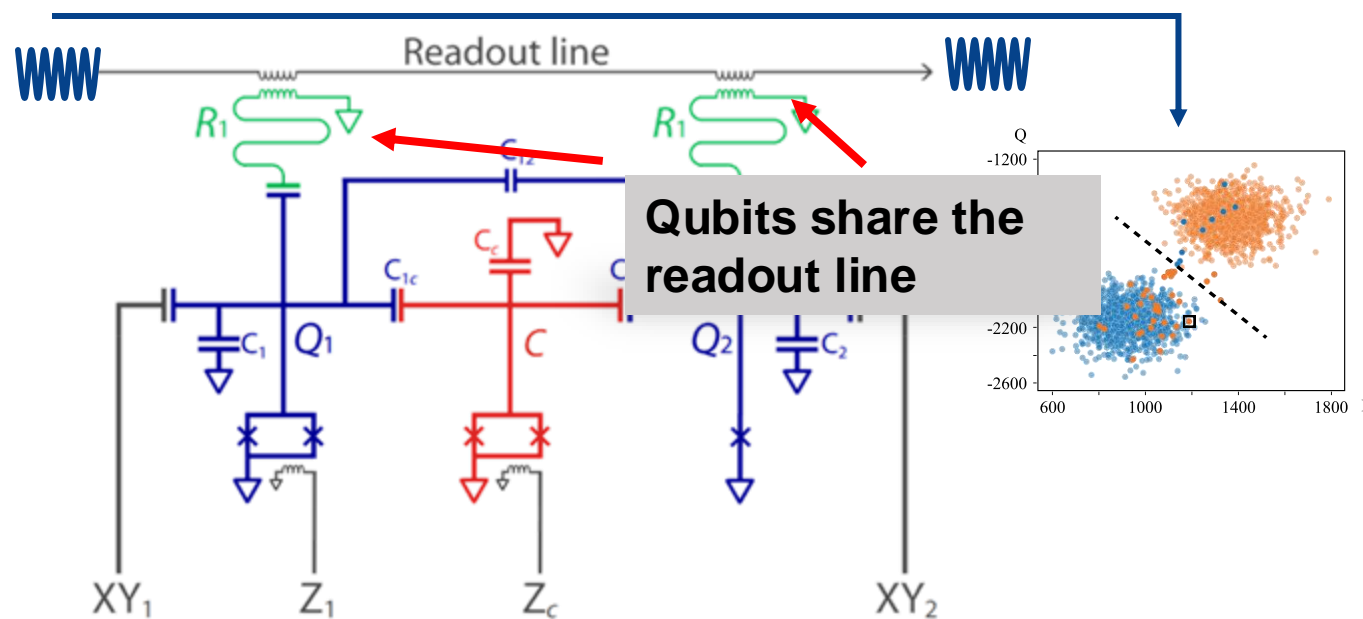 Readout line
R1
R1
C12
Qubits share the
readout line
Cc
C1c
C
C1
Q1
C
Q2
C2
XY1
Z1
Zc
XY2
Q
-1200
-2200
-2600
600
1000
1400
1800